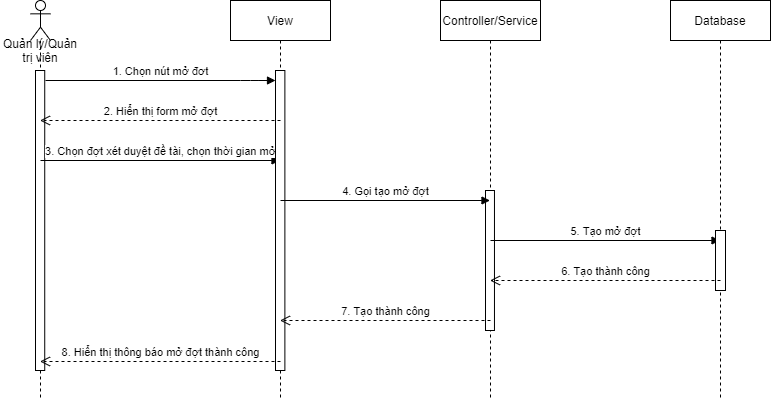 View
Controller/Service
Database
Quản lý/Quản
trị viên
1. Chọn nút mở đợt
2. Hiển thị form mở đợt
3. Chọn đợt xét duyệt đề tài, chọn thời gian mở
4. Gọi tạo mở đợt
5. Tạo mở đợt
6. Tạo thành công
7. Tạo thành công
8. Hiển thị thông báo mở đợt thành công